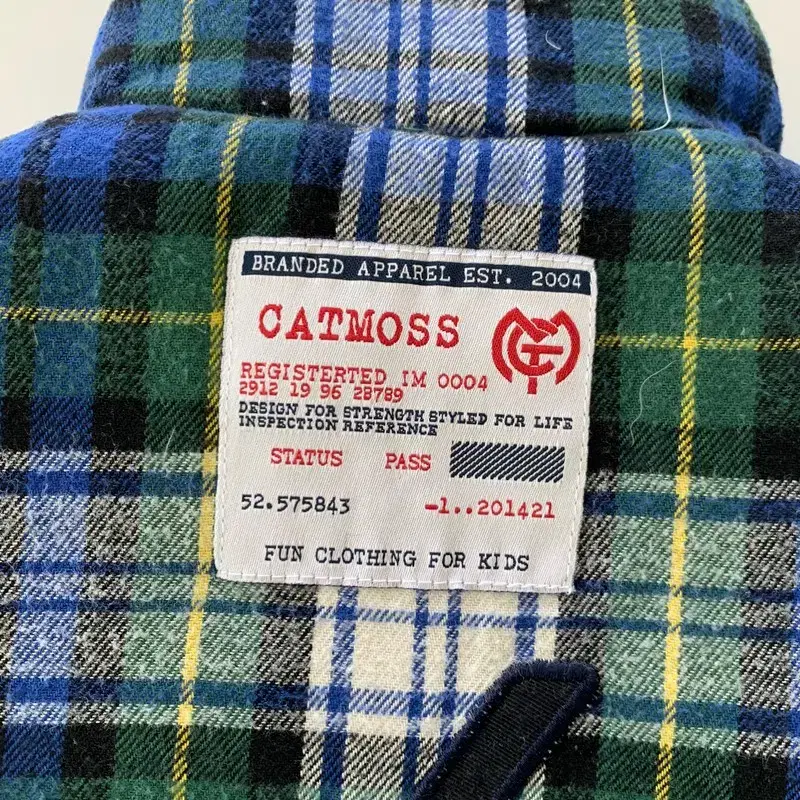 BRANDED APPAREL EST. 2004
CATMOSS
REGISTERTED IM 0004
2912 19 96 28789
DESIGN FOR STRENGTH STYLED FOR LIFE
INSPECTION REFERENCE
STATUS PASS
52.575843 -1..201421
FUN CLOTHING FOR KIDS